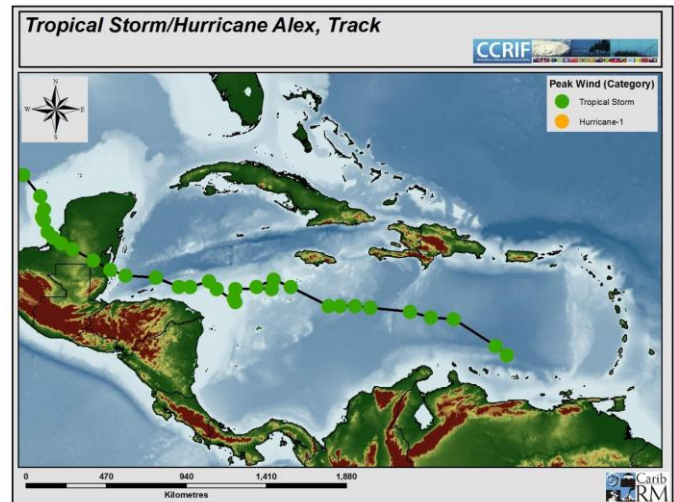 Tropical Storm/Hurricane Alex, Track
CCRIF
Peak Wind (Category)
Tropical Storm
Hurricane-1
N
W
E
S
0 470 940 1,410 1,880
Kilometres
Carib
RM